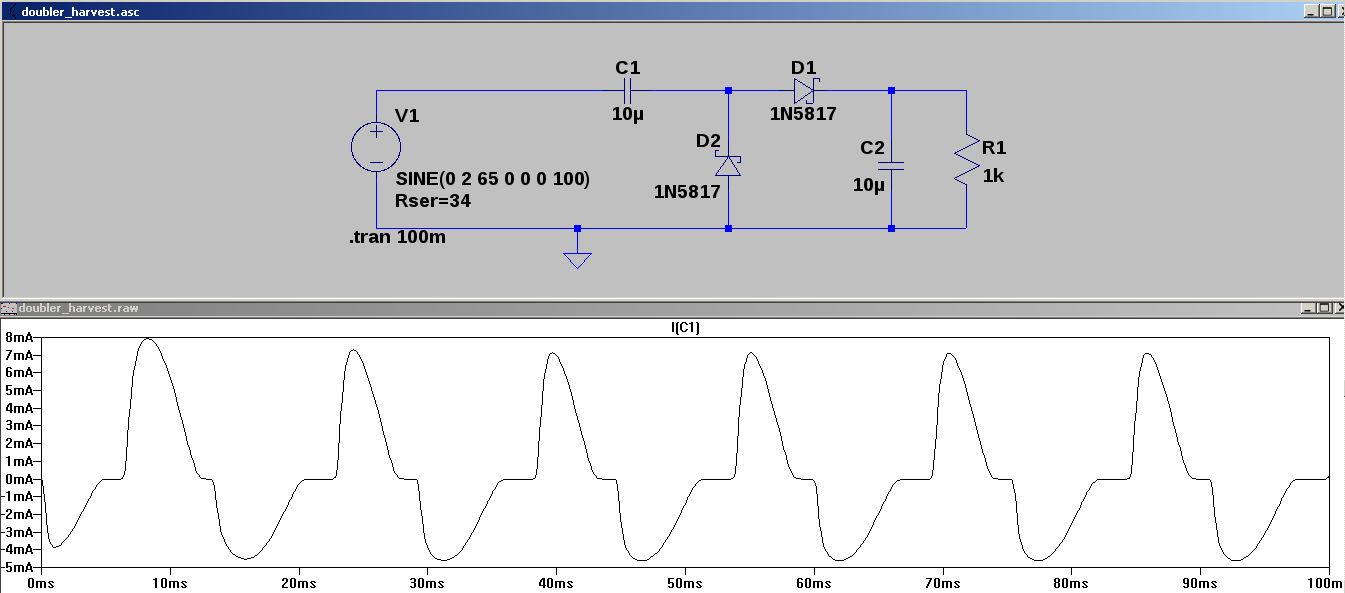 doubler_harvest.asc
C1
D1
V1
10µ
1N5817
D2
C2
R1
SINE(0 2 65 0 0 0 100)
1N5817
10µ
1k
Rser=34
.tran 100m
doubler_harvest.raw
I(C1)
8mA
7mA
6mA
5mA
4mA
3mA
2mA
1mA
0mA
-1mA
-2mA
-3mA
-4mA
-5mA
0ms 10ms 20ms 30ms 40ms 50ms 60ms 70ms 80ms 90ms 100m